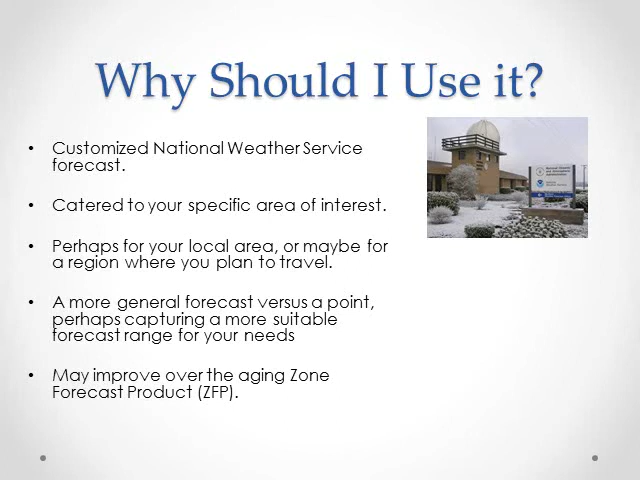 Why Should I Use it?
• Customized National Weather Service
forecast.
• Catered to your specific area of interest.
• Perhaps for your local area, or maybe for
a region where you plan to travel.
• A more general forecast versus a point,
perhaps capturing a more suitable
forecast range for your needs
• May improve over the aging Zone
Forecast Product (ZFP).